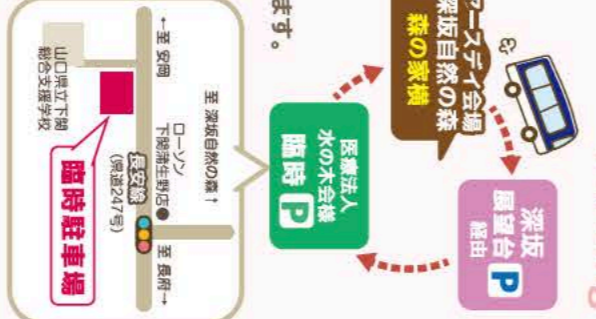 アースデイ会場
深坂自然の森
森の家横
深坂
展望台 P
経由
医療法人
水の木会様
臨時 P
ます。
至 深坂自然の森↑
←至 安岡
ローソン
下関蒲生野店●
至 長府→
長安線
(県道247号)
山口県立下関
総合支援学校
臨時駐車場